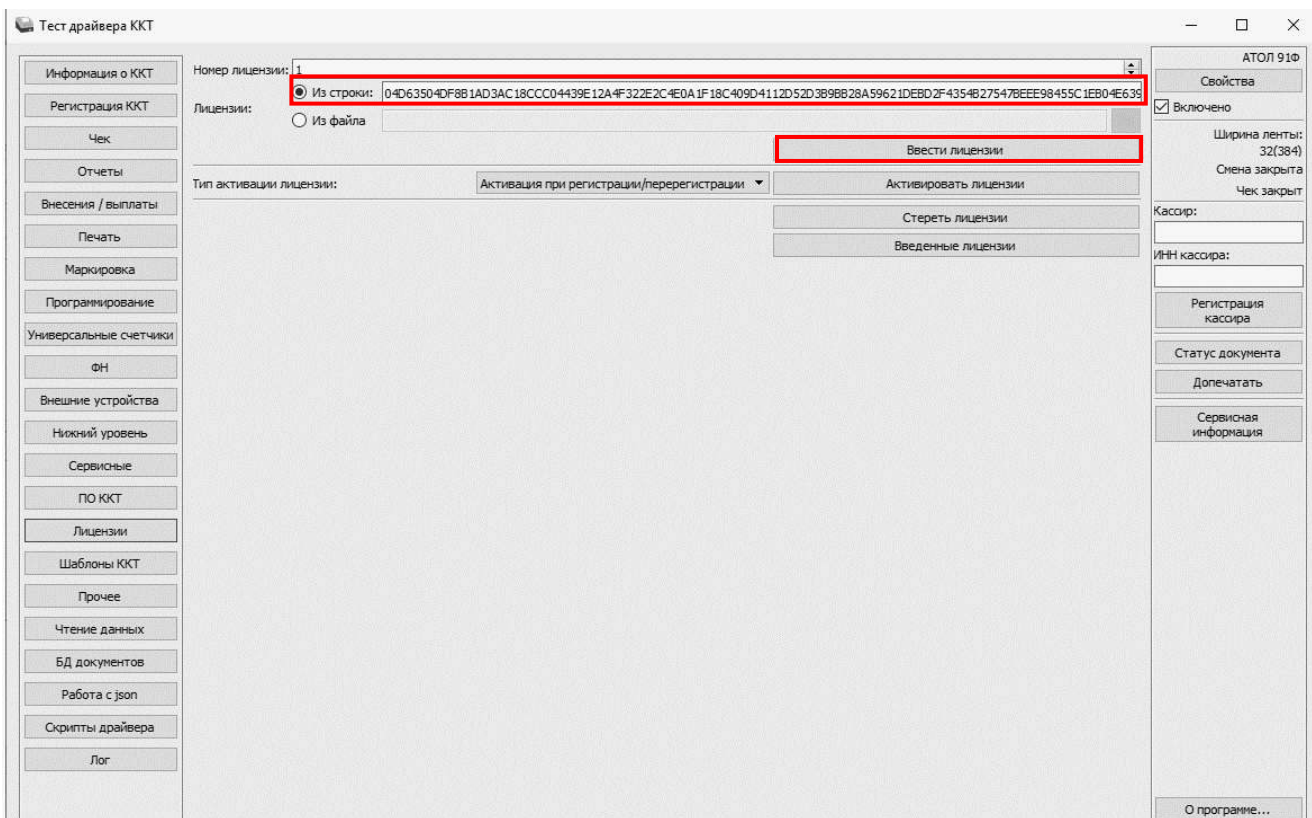 Тест драйвера ККТ
Информация о ККТ
Регистрация ККТ
Чек
Отчеты
Внесения / выплаты
Печать
Маркировка
Программирование
Универсальные счетчики
ФН
Внешние устройства
Нижний уровень
Сервисные
ПО ККТ
Лицензии
Шаблоны ККТ
Прочее
Чтение данных
БД документов
Работа с json
Скрипты драйвера
Лог
Номер лицензии: 1
Лицензии:
Из строки: 04D63504DF8B1AD3AC18CCC04439E12A4F322E2C4E0A1F18C409D4112D52D3B9BB28A59621DEBD2F4354B27547BEEE98455C1EB04E639
Из файла
Ввести лицензии
Тип активации лицензии: Активация при регистрации/перерегистрации Активировать лицензии
Стереть лицензии
Введенные лицензии
АТОЛ 91Ф
Свойства
Включено
Ширина ленты:
32(384)
Смена закрыта
Чек закрыт
Кассир:
ИНН кассира:
Регистрация
кассира
Статус документа
Допечатать
Сервисная
информация
О программе...